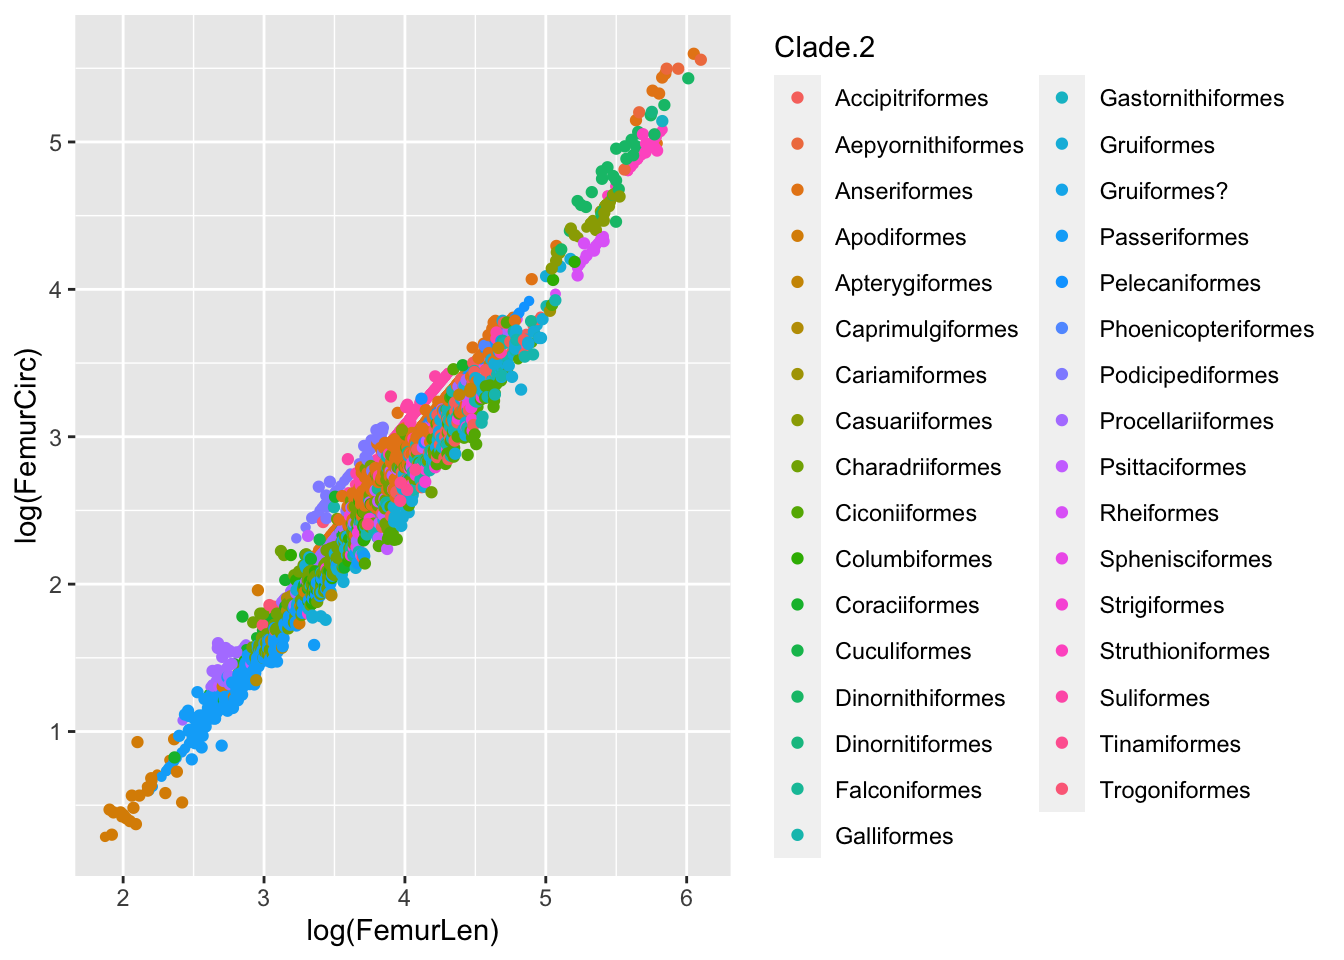 Clade.2
Accipitriformes
Aepyornithiformes
Anseriformes
Apodiformes
Apterygiformes
Caprimulgiformes
Cariamiformes
Casuariiformes
Charadriiformes
Ciconiiformes
Columbiformes
Coraciiformes
Cuculiformes
Dinornithiformes
Dinornitiformes
Falconiformes
Galliformes
Gastornithiformes
Gruiformes
Gruiformes?
Passeriformes
Pelecaniformes
Phoenicopteriformes
Podicipediformes
Procellariiformes
Psittaciformes
Rheiformes
Sphenisciformes
Strigiformes
Struthioniformes
Suliformes
Tinamiformes
Trogoniformes
log(FemurCirc)
5
4
3
2
1
2 3 4 5 6
log(FemurLen)